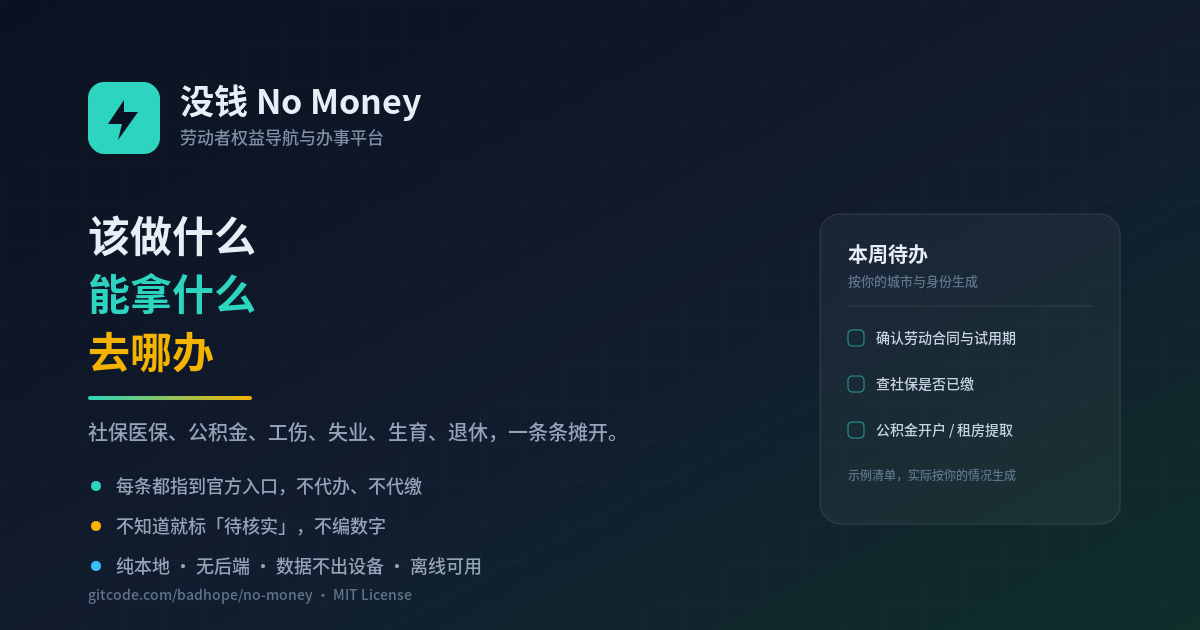 没钱 No Money
劳动者权益导航与办事平台
该做什么
能拿什么
去哪办
社保医保、公积金、工伤、失业、生育、退休，一条条摊开。
每条都指到官方入口，不代办、不代缴
不知道就标「待核实」，不编数字
纯本地 · 无后端 · 数据不出设备 · 离线可用
gitcode.com/badhope/no-money · MIT License
本周待办
按你的城市与身份生成
确认劳动合同与试用期
查社保是否已缴
公积金开户 / 租房提取
示例清单，实际按你的情况生成